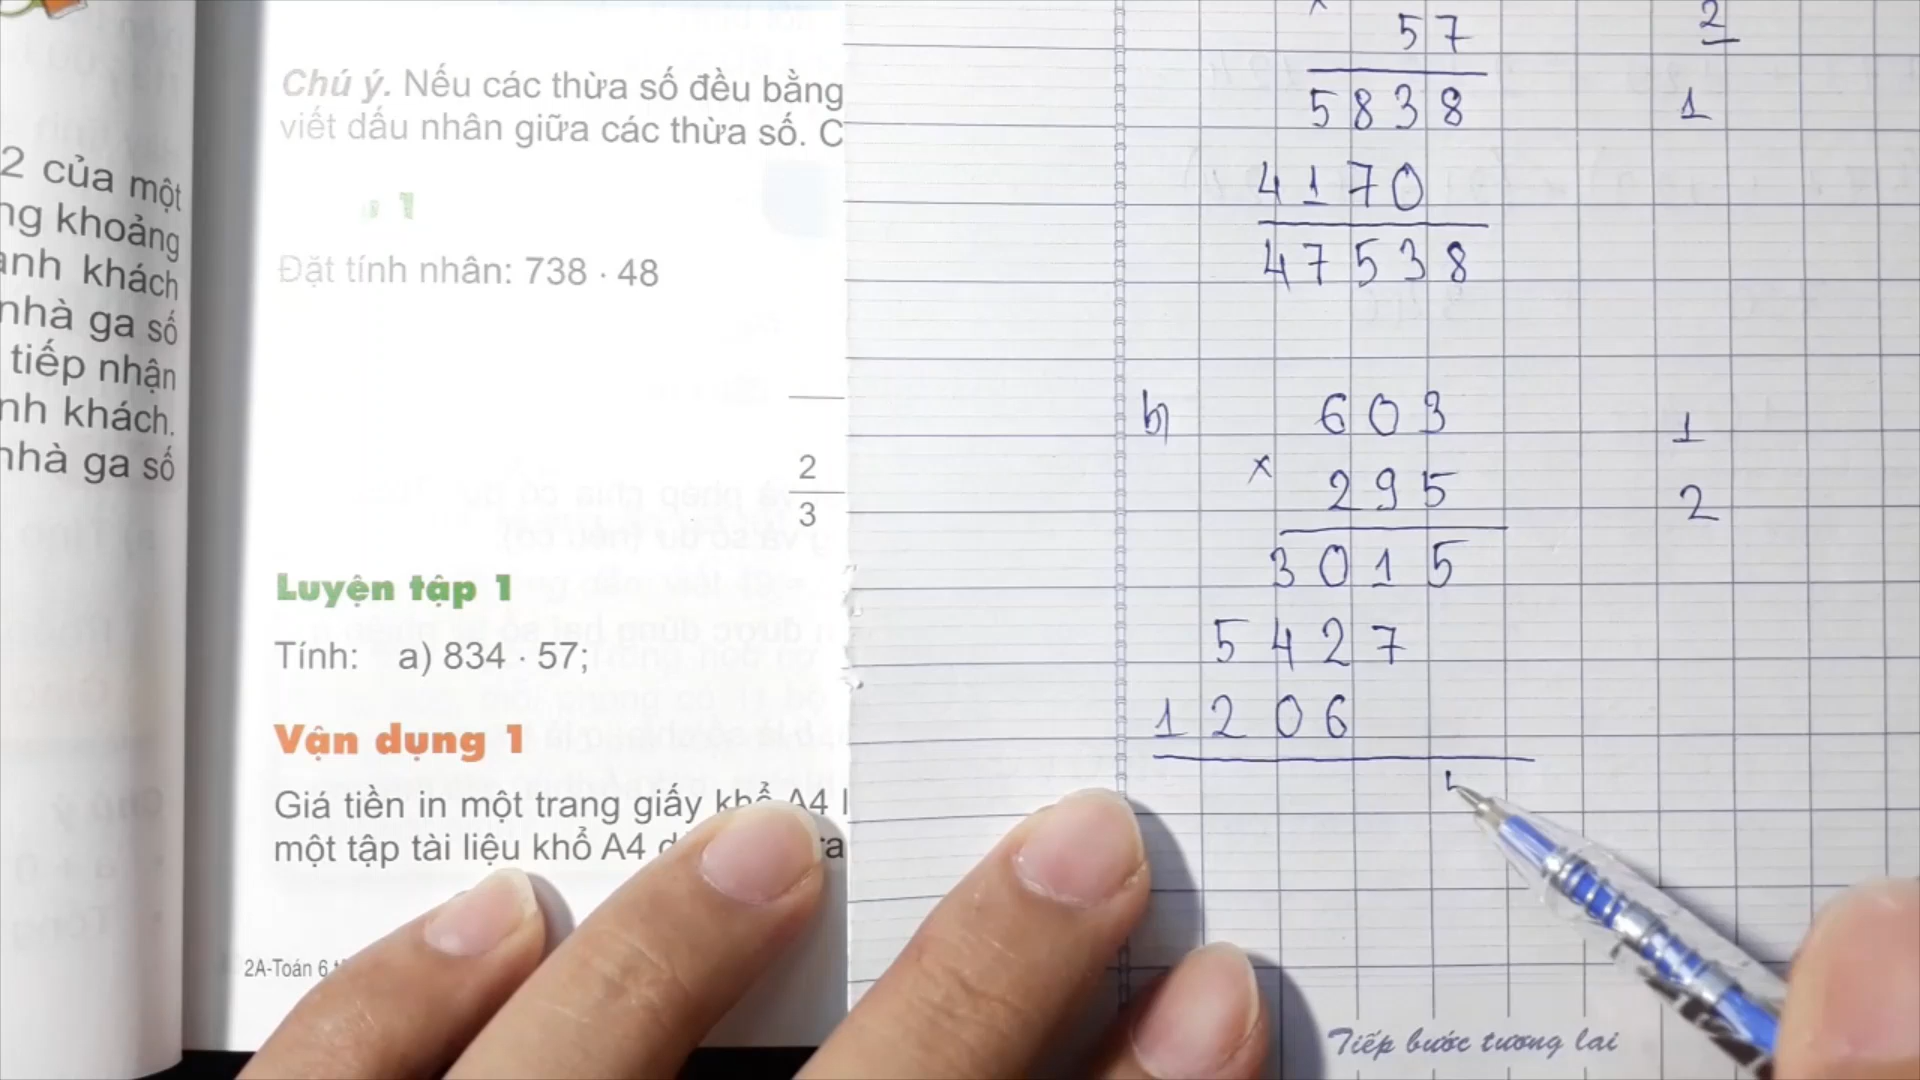 2 của một
ng khoảng
anh khách
nhà ga số
tiếp nhận
nh khách.
nhà ga số
Chú ý. Nếu các thừa số đều bằng
viết dấu nhân giữa các thừa số. C
1
Đặt tính nhân: 738 · 48
2
3
Luyện tập 1
Tính: a) 834 · 57;
Vận dụng 1
Giá tiền in một trang giấy khổ A4 l
một tập tài liệu khổ A4 ra
2A-Toán 6
x
57
5838
4170
47538
2
1
b)
603
x
295
3015
5427
1206
1
2
Tiếp bước tương lai